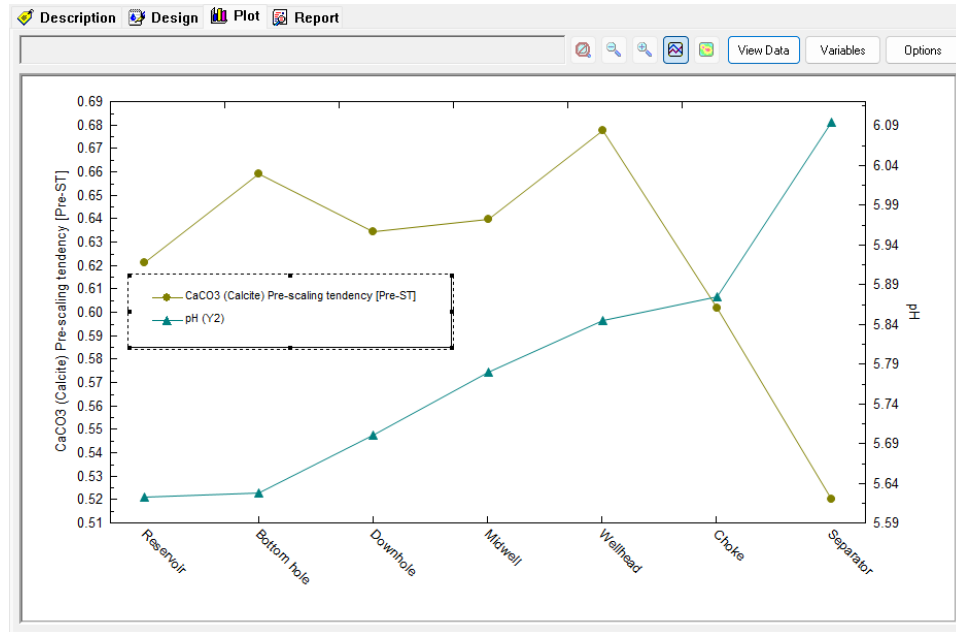 Description Design Plot Report
View Data Variables Options
CaCO3 (Calcite) Pre-scaling tendency [Pre-ST]
0.69
0.68
0.67
0.66
0.65
0.64
0.63
0.62
0.61
0.60
0.59
0.58
0.57
0.56
0.55
0.54
0.53
0.52
0.51
CaCO3 (Calcite) Pre-scaling tendency [Pre-ST]
pH (Y2)
6.09
6.04
5.99
5.94
5.89
5.84
5.79
5.74
5.69
5.64
5.59
pH
Reservoir
Bottom hole
Downhole
Midwell
Wellhead
Choke
Separator